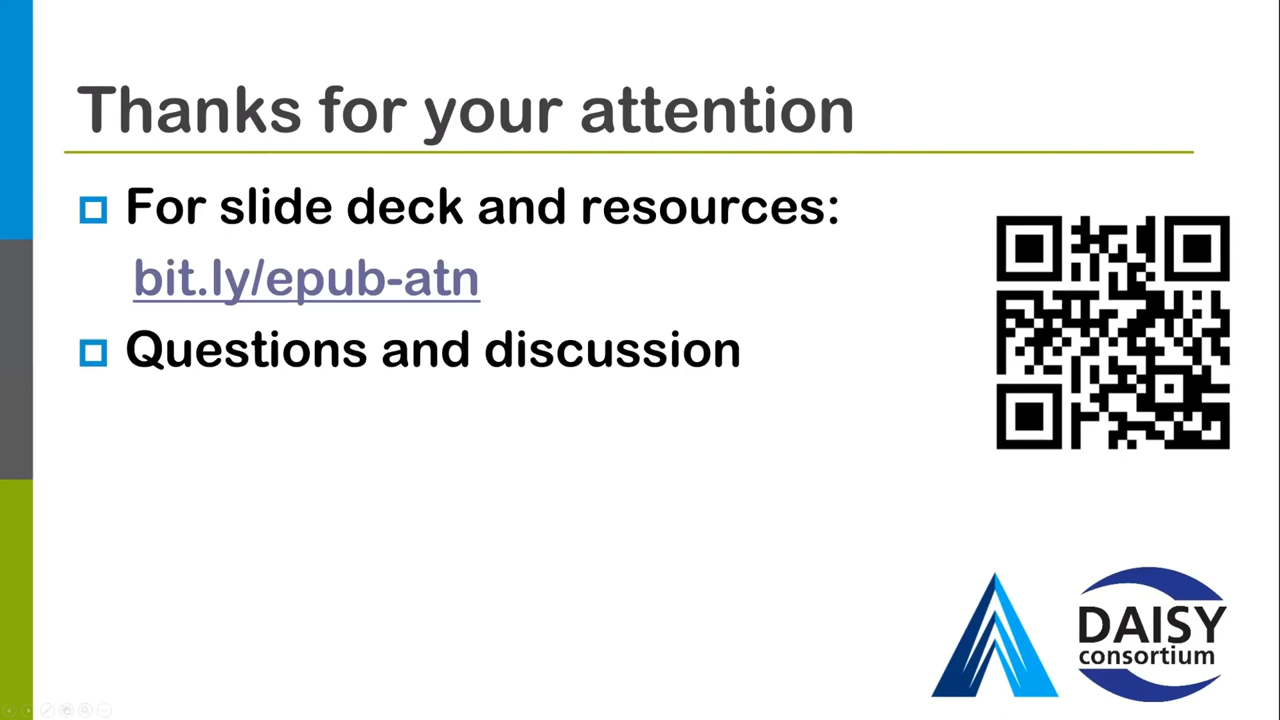 Thanks for your attention
For slide deck and resources:
bit.ly/epub-atn
Questions and discussion
DAISY
consortium